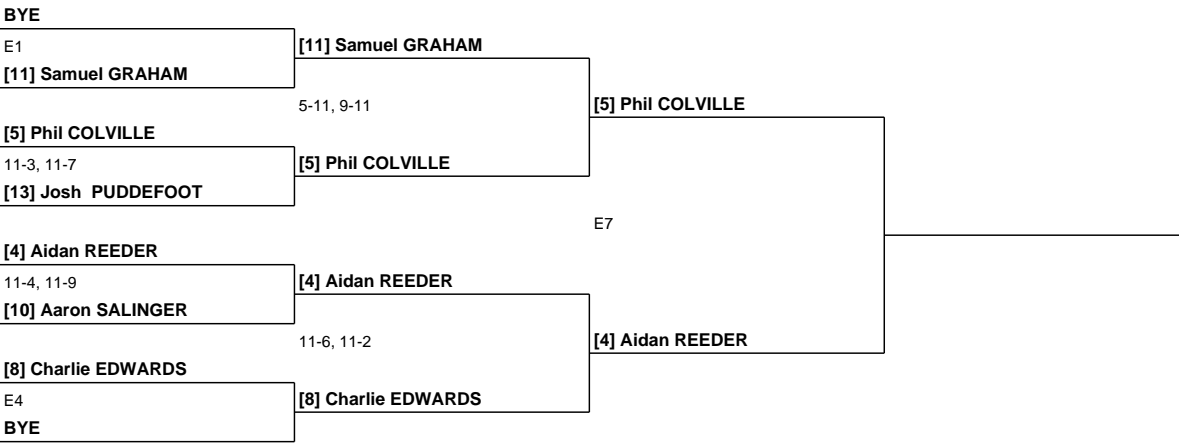 BYE
E1
[11] Samuel GRAHAM
[11] Samuel GRAHAM
5-11, 9-11
[5] Phil COLVILLE
[5] Phil COLVILLE
11-3, 11-7
[5] Phil COLVILLE
[13] Josh  PUDDEFOOT
E7
[4] Aidan REEDER
11-4, 11-9
[4] Aidan REEDER
[10] Aaron SALINGER
11-6, 11-2
[4] Aidan REEDER
[8] Charlie EDWARDS
E4
[8] Charlie EDWARDS
BYE